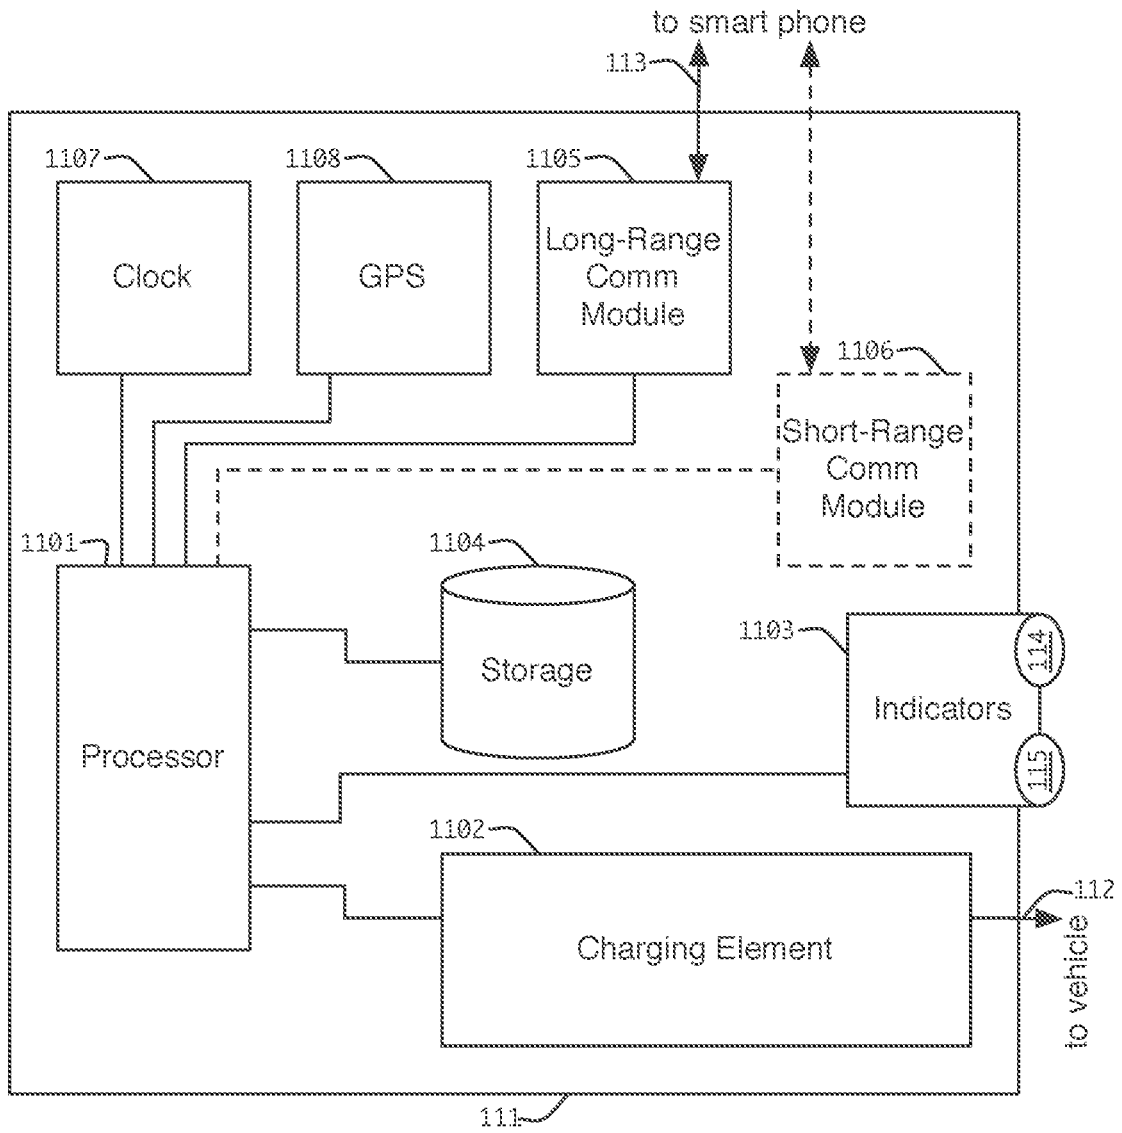 to smart phone
113
1107
1108
1105
Clock
GPS
Long-Range
Comm
Module
1106
Short-Range
Comm
Module
1101
1104
1103
114
Storage
Indicators
Processor
115
1102
112
Charging Element
to vehicle
111